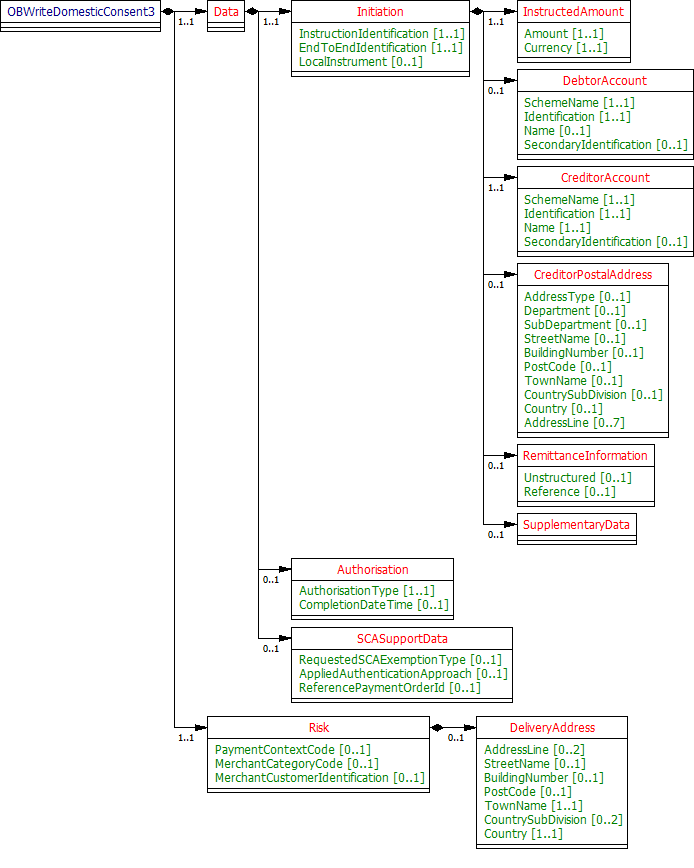 OBWriteDomesticConsent3
1..1
Data
1..1
Initiation
InstructionIdentification [1..1]
EndToEndIdentification [1..1]
LocalInstrument [0..1]
1..1
InstructedAmount
Amount [1..1]
Currency [1..1]
0..1
DebtorAccount
SchemeName [1..1]
Identification [1..1]
Name [0..1]
SecondaryIdentification [0..1]
1..1
CreditorAccount
SchemeName [1..1]
Identification [1..1]
Name [1..1]
SecondaryIdentification [0..1]
0..1
CreditorPostalAddress
AddressType [0..1]
Department [0..1]
SubDepartment [0..1]
StreetName [0..1]
BuildingNumber [0..1]
PostCode [0..1]
TownName [0..1]
CountrySubDivision [0..1]
Country [0..1]
AddressLine [0..7]
0..1
RemittanceInformation
Unstructured [0..1]
Reference [0..1]
0..1
SupplementaryData
0..1
Authorisation
AuthorisationType [1..1]
CompletionDateTime [0..1]
0..1
SCASupportData
RequestedSCAExemptionType [0..1]
AppliedAuthenticationApproach [0..1]
ReferencePaymentOrderId [0..1]
1..1
Risk
PaymentContextCode [0..1]
MerchantCategoryCode [0..1]
MerchantCustomerIdentification [0..1]
0..1
DeliveryAddress
AddressLine [0..2]
StreetName [0..1]
BuildingNumber [0..1]
PostCode [0..1]
TownName [1..1]
CountrySubDivision [0..2]
Country [1..1]